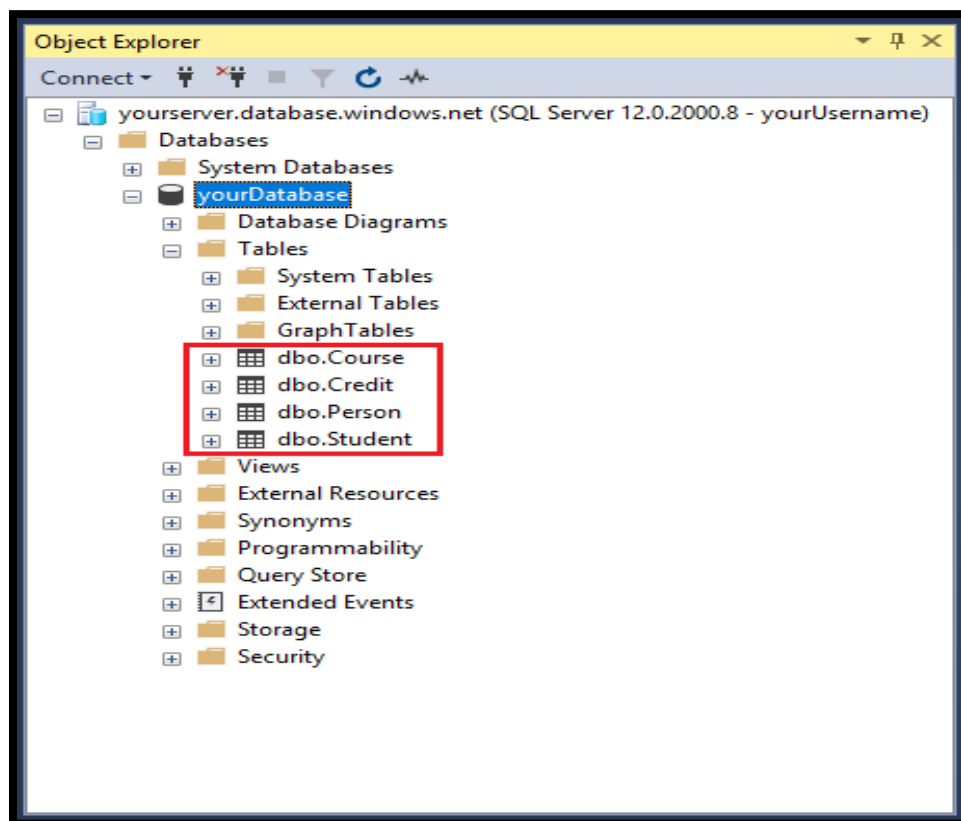 Object Explorer
Connect
yourserver.database.windows.net (SQL Server 12.0.2000.8 - yourUsername)
Databases
System Databases
yourDatabase
Database Diagrams
Tables
System Tables
External Tables
GraphTables
dbo.Course
dbo.Credit
dbo.Person
dbo.Student
Views
External Resources
Synonyms
Programmability
Query Store
Extended Events
Storage
Security